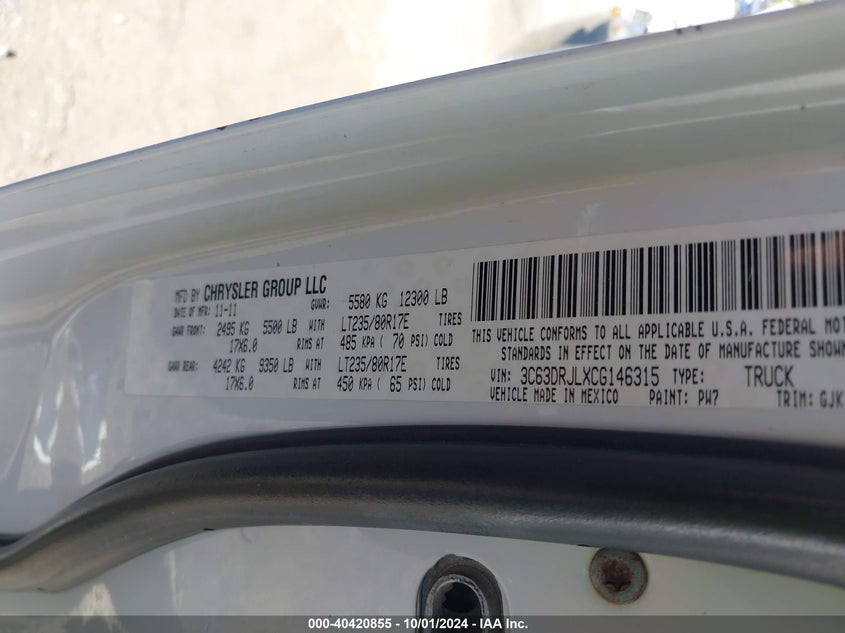 MFD BY CHRYSLER GROUP LLC
DATE OF MFR: 11-11 GVWR: 5580 KG 12300 LB
GAWR FRONT: 2495 KG 5500 LB WITH LT235/80R17E TIRES
17X6.0 RIMS AT 485 KPA ( 70 PSI) COLD
GAWR REAR: 4242 KG 9350 LB WITH LT235/80R17E TIRES
17X6.0 RIMS AT 450 KPA ( 65 PSI) COLD
THIS VEHICLE CONFORMS TO ALL APPLICABLE U.S.A. FEDERAL MOT
STANDARDS IN EFFECT ON THE DATE OF MANUFACTURE SHOWN
VIN: 3C63DRJLXCG146315 TYPE: TRUCK
VEHICLE MADE IN MEXICO PAINT: PW7 TRIM: GJK
000-40420855 - 10/01/2024 - IAA Inc.